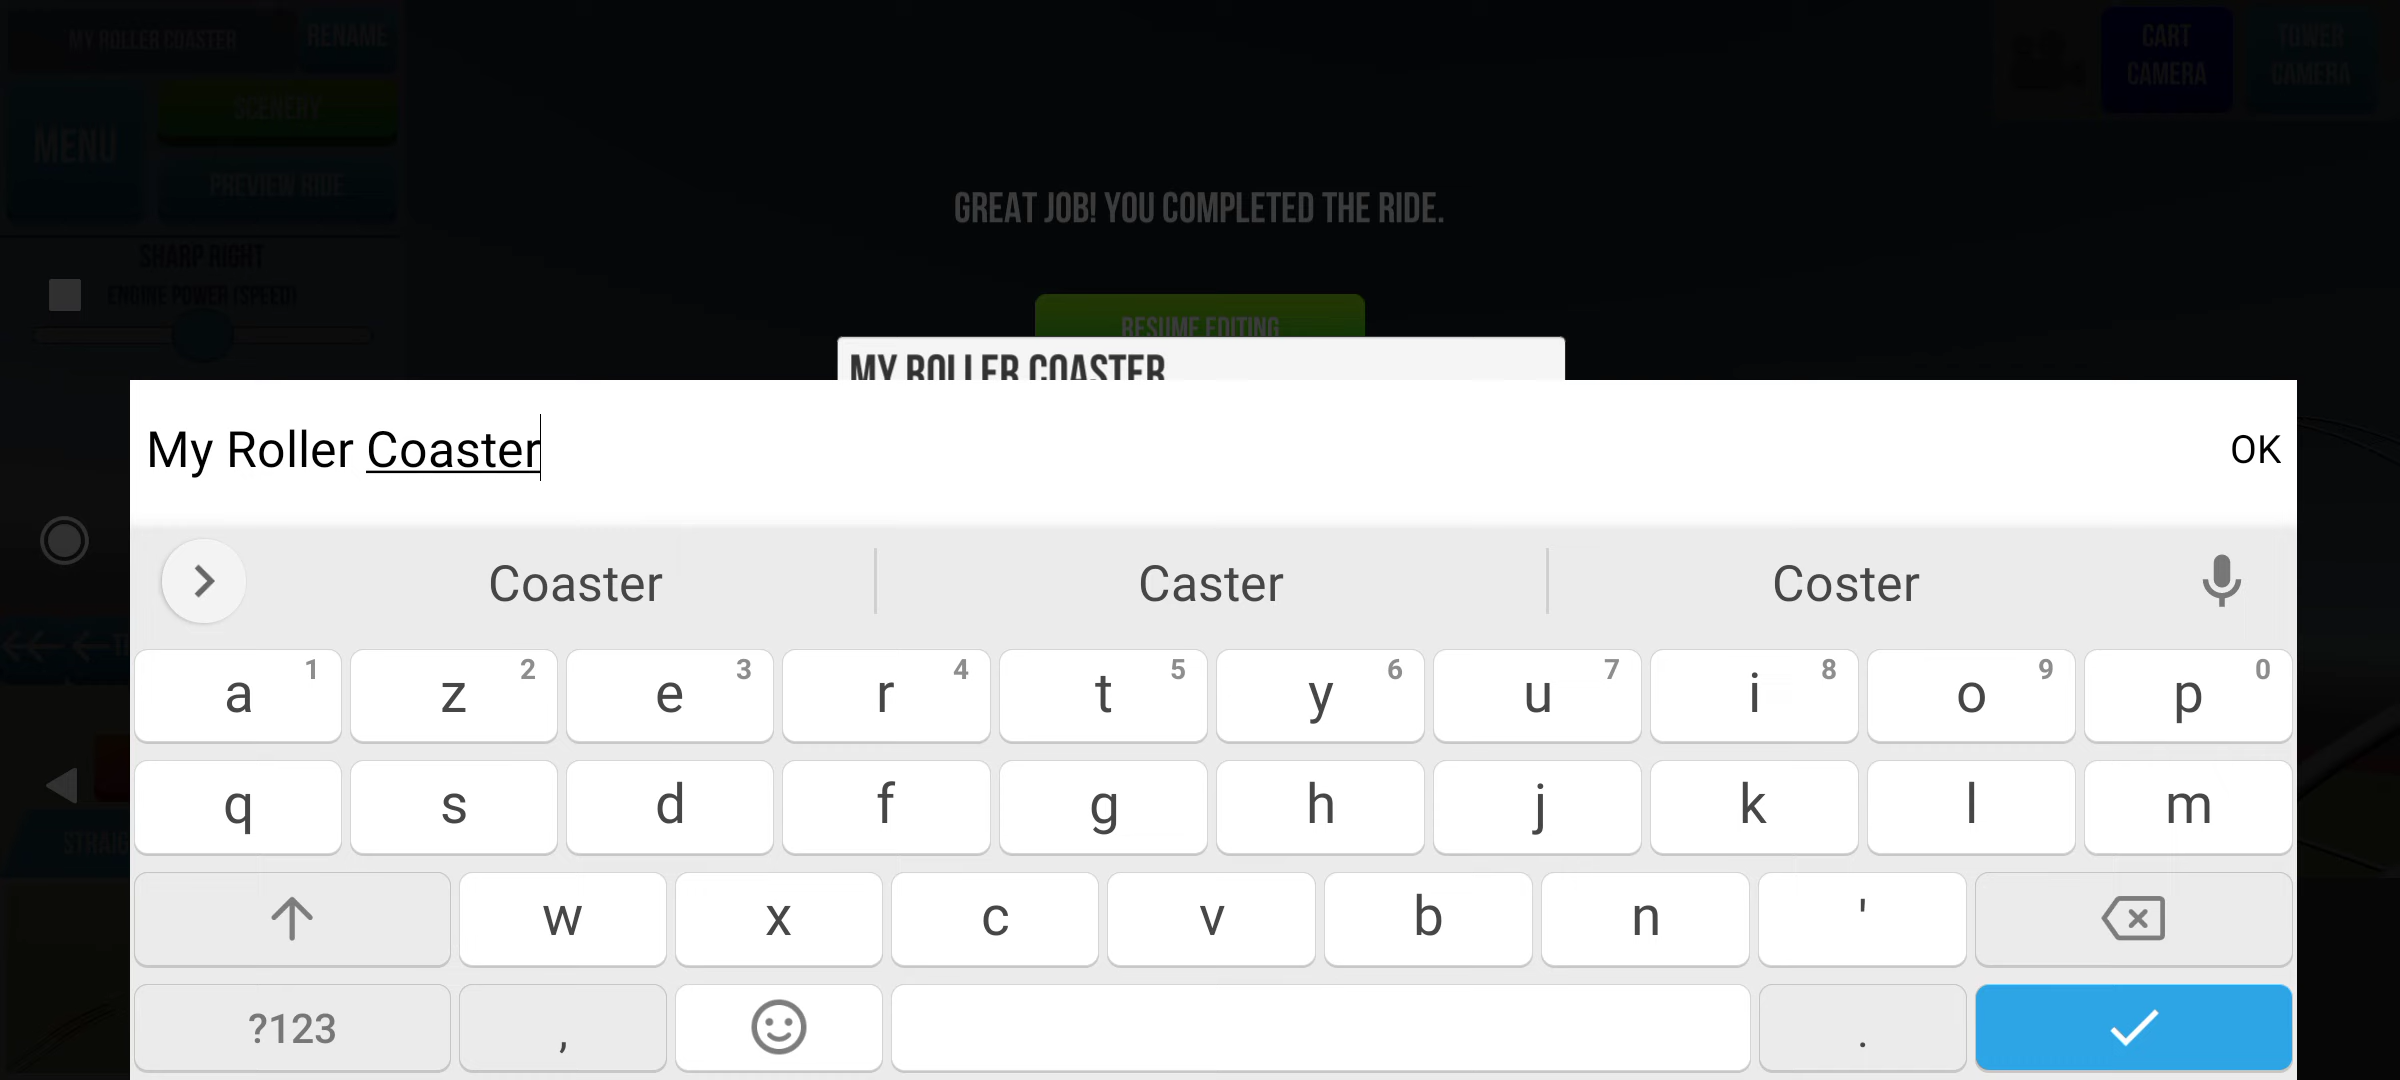 MY ROLLER COASTER
RENAME
CART
CAMERA
TOWER
CAMERA
SCENERY
MENU
PREVIEW RIDE
GREAT JOB! YOU COMPLETED THE RIDE.
SHARP RIGHT
ENGINE POWER (SPEED)
RESUME EDITING
MY ROLLER COASTER
My Roller Coaster
OK
Coaster
Caster
Coster
a 1 z 2 e 3 r 4 t 5 y 6 u 7 i 8 o 9 p 0
q s d f g h j k l m
w x c v b n '
?123 , .